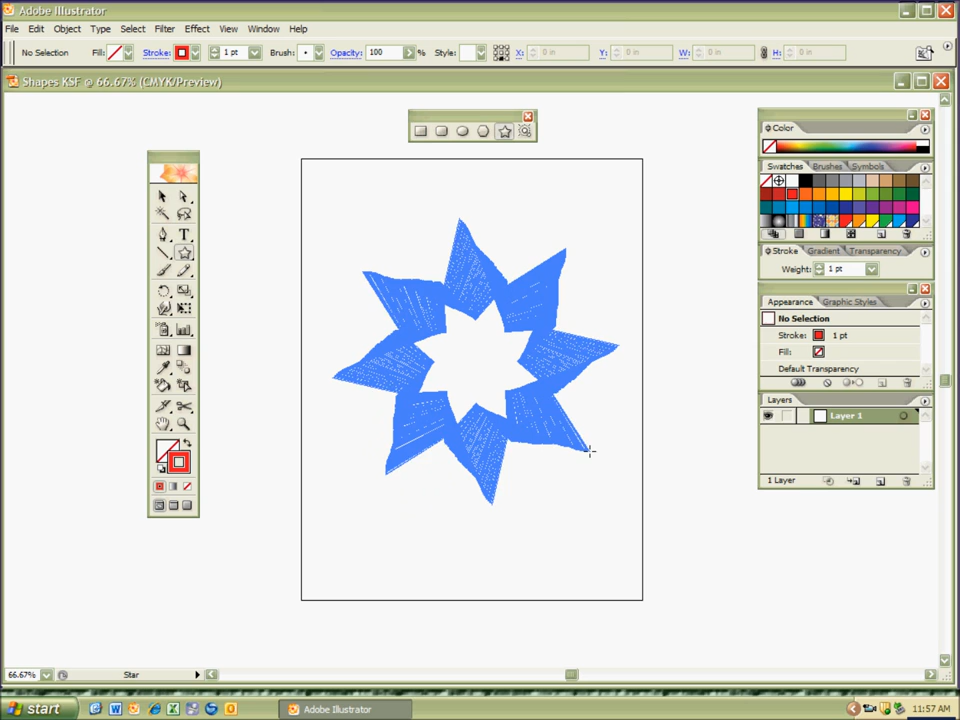 Adobe Illustrator
File Edit Object Type Select Filter Effect View Window Help
No Selection Fill: Stroke: 1 pt Brush: Opacity: 100 % Style: X: 0 in Y: 0 in W: 0 in H: 0 in
Shapes KSF @ 66.67% (CMYK/Preview)
Color
Swatches Brushes Symbols
Stroke Gradient Transparency
Weight: 1 pt
Appearance Graphic Styles
No Selection
Stroke: 1 pt
Fill:
Default Transparency
Layers
Layer 1
1 Layer
66.67% Star
start Adobe Illustrator 11:57 AM